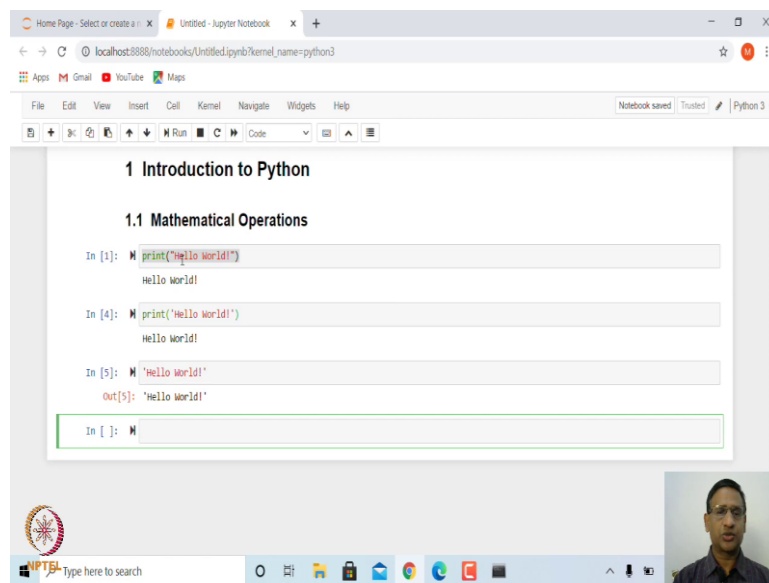 Home Page - Select or create a n
Untitled - Jupyter Notebook
localhost:8888/notebooks/Untitled.ipynb?kernel_name=python3
M
Apps Gmail YouTube Maps
File Edit View Insert Cell Kernel Navigate Widgets Help
Notebook saved Trusted Python 3
Run Code
1 Introduction to Python
1.1 Mathematical Operations
In [1]: print("Hello World!")
Hello World!
In [4]: print('Hello World!')
Hello World!
In [5]: 'Hello World!'
Out[5]: 'Hello World!'
In [ ]:
NPTEL
Type here to search